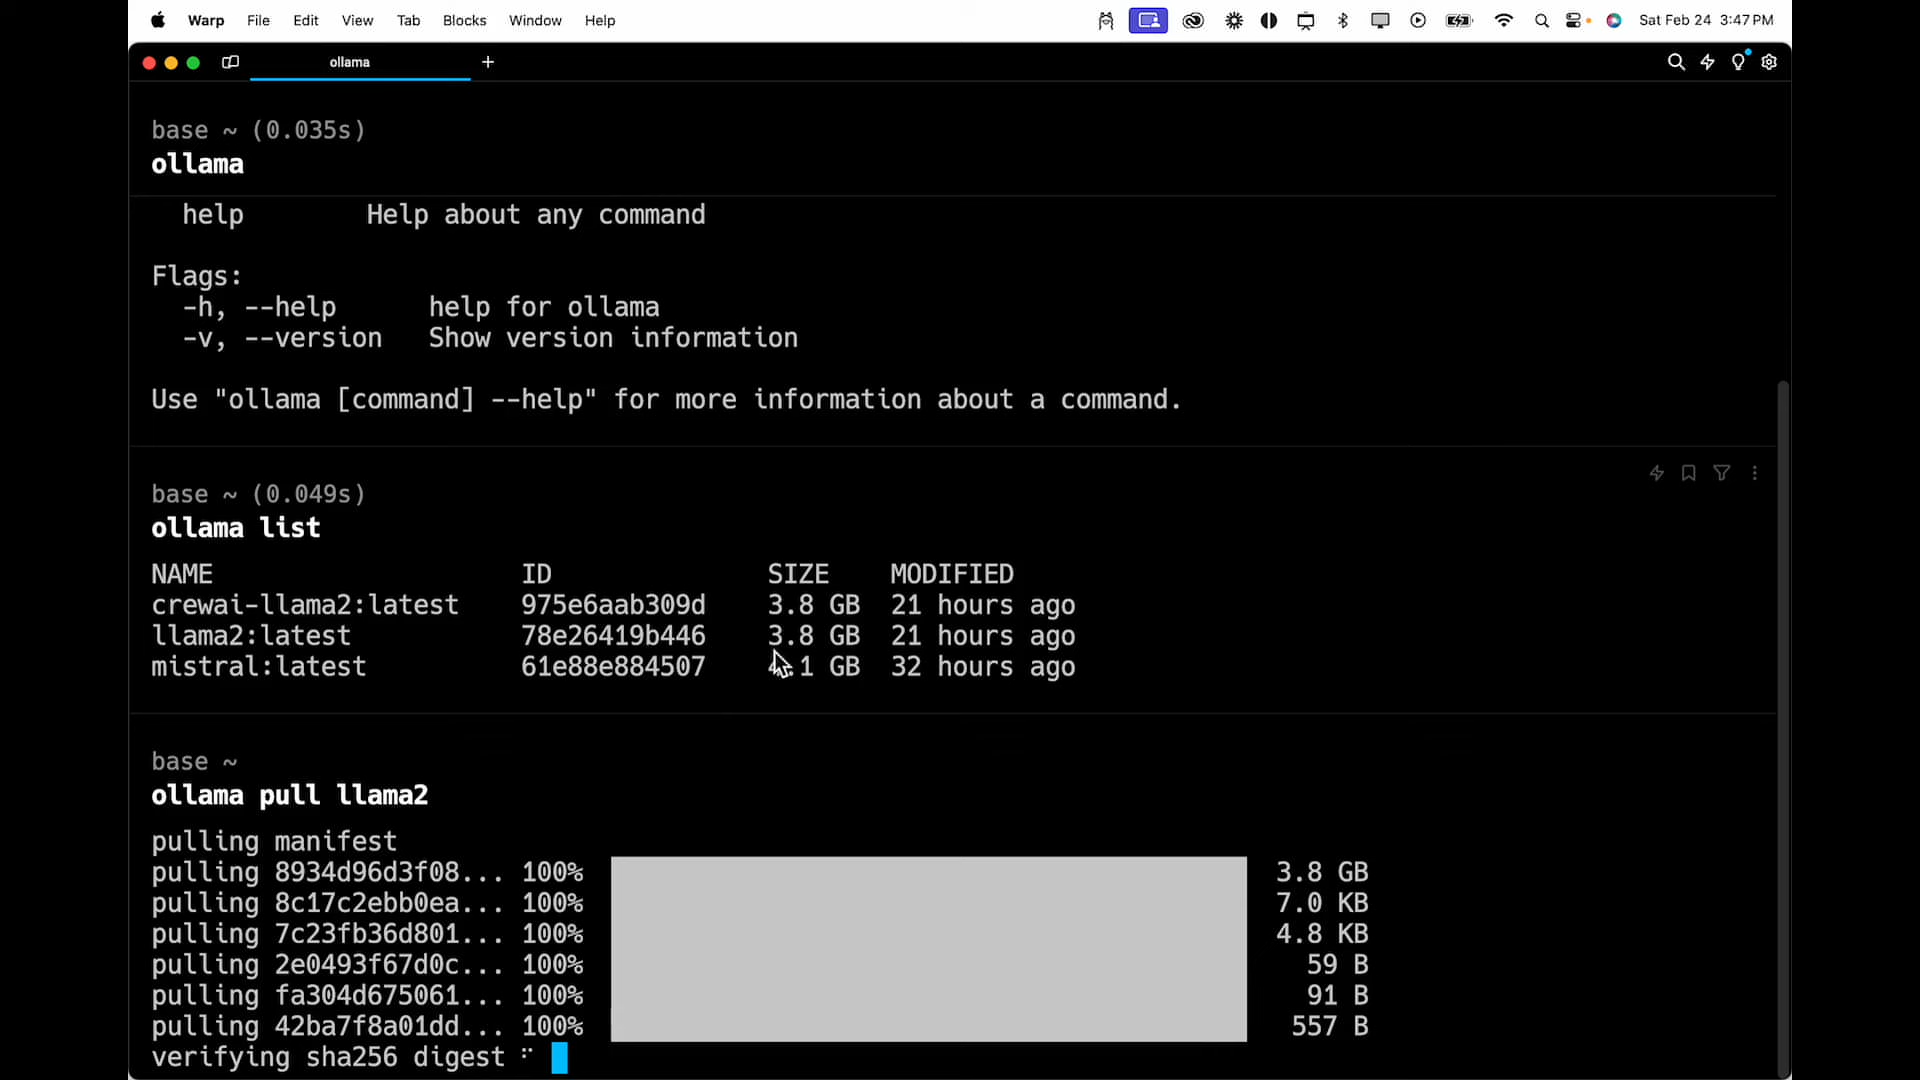 Warp File Edit View Tab Blocks Window Help Sat Feb 24 3:47 PM
ollama
base ~ (0.035s)
ollama
help Help about any command
Flags:
-h, --help help for ollama
-v, --version Show version information
Use "ollama [command] --help" for more information about a command.
base ~ (0.049s)
ollama list
NAME ID SIZE MODIFIED
crewai-llama2:latest 975e6aab309d 3.8 GB 21 hours ago
llama2:latest 78e26419b446 3.8 GB 21 hours ago
mistral:latest 61e88e884507 .1 GB 32 hours ago
base ~
ollama pull llama2
pulling manifest
pulling 8934d96d3f08... 100% 3.8 GB
pulling 8c17c2ebb0ea... 100% 7.0 KB
pulling 7c23fb36d801... 100% 4.8 KB
pulling 2e0493f67d0c... 100% 59 B
pulling fa304d675061... 100% 91 B
pulling 42ba7f8a01dd... 100% 557 B
verifying sha256 digest